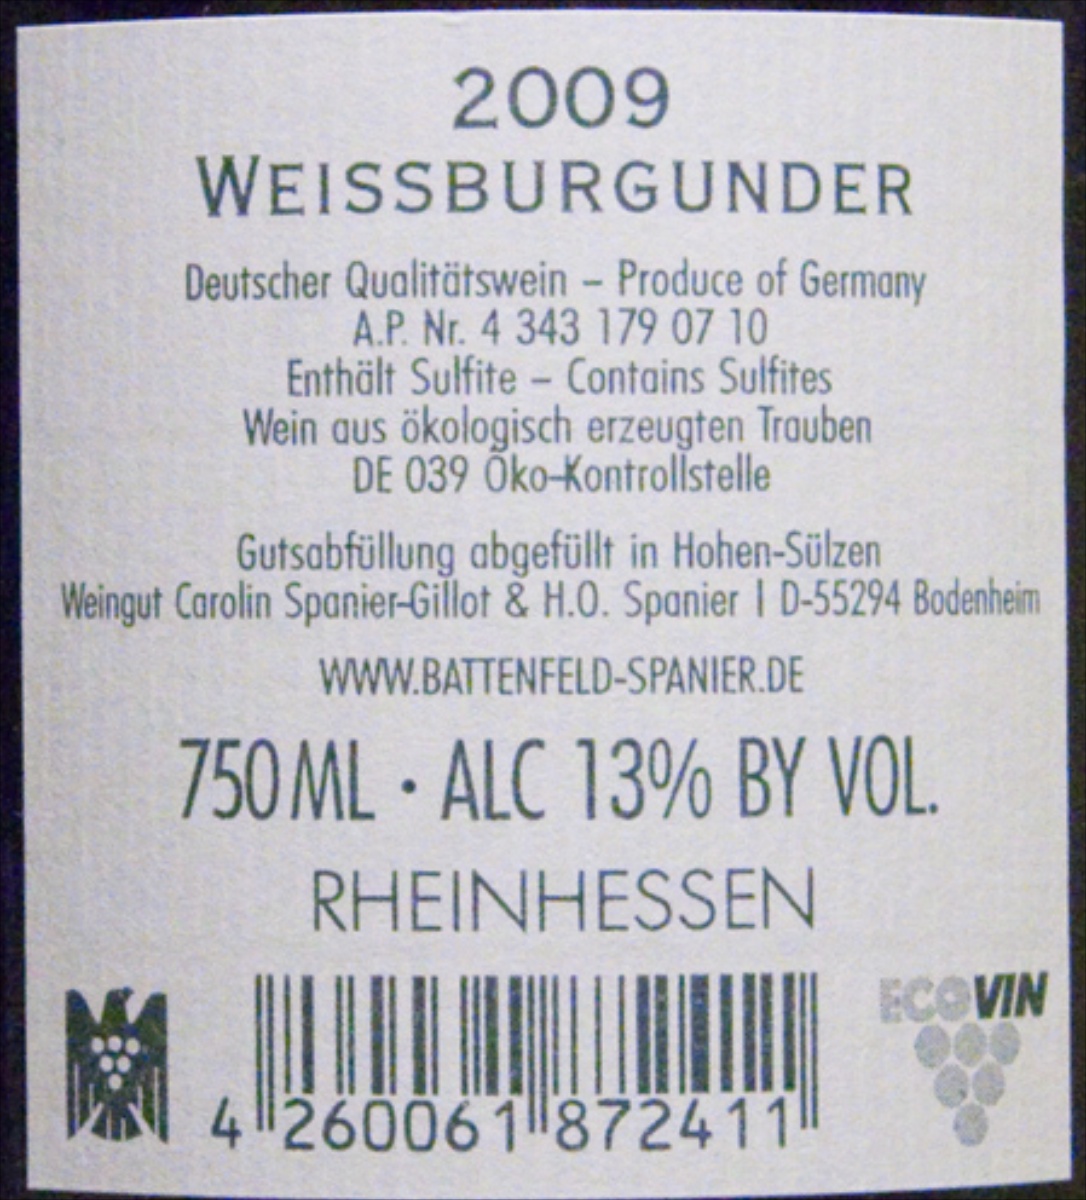 2009
WEISSBURGUNDER
Deutscher Qualitätswein – Produce of Germany
A.P. Nr. 4 343 179 07 10
Enthält Sulfite – Contains Sulfites
Wein aus ökologisch erzeugten Trauben
DE 039 Öko-Kontrollstelle
Gutsabfüllung abgefüllt in Hohen-Sülzen
Weingut Carolin Spanier-Gillot & H.O. Spanier | D-55294 Bodenheim
WWW.BATTENFELD-SPANIER.DE
750 ML · ALC 13% BY VOL.
RHEINHESSEN
ECOVIN
4 260061 872411